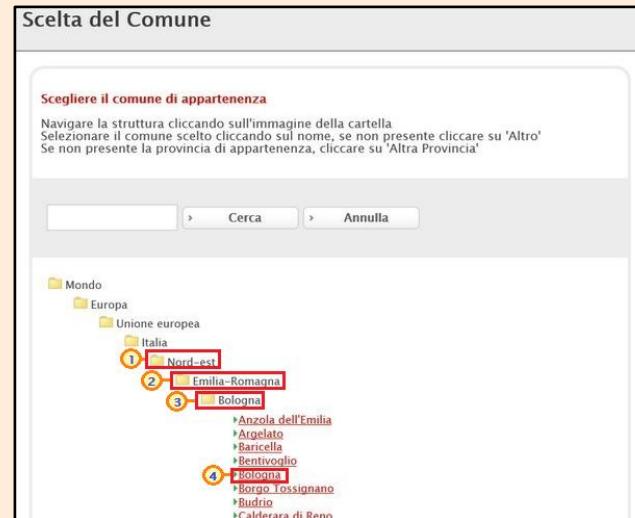 Scelta del Comune
Scegliere il comune di appartenenza
Navigare la struttura cliccando sull'immagine della cartella
Selezionare il comune scelto cliccando sul nome, se non presente cliccare su 'Altro'
Se non presente la provincia di appartenenza, cliccare su 'Altra Provincia'
› Cerca › Annulla
Mondo
Europa
Unione europea
Italia
1 Nord-est
2 Emilia-Romagna
3 Bologna
Anzola dell'Emilia
Argelato
Baricella
Bentivoglio
4 Bologna
Borgo Tossignano
Budrio
Calderara di Reno